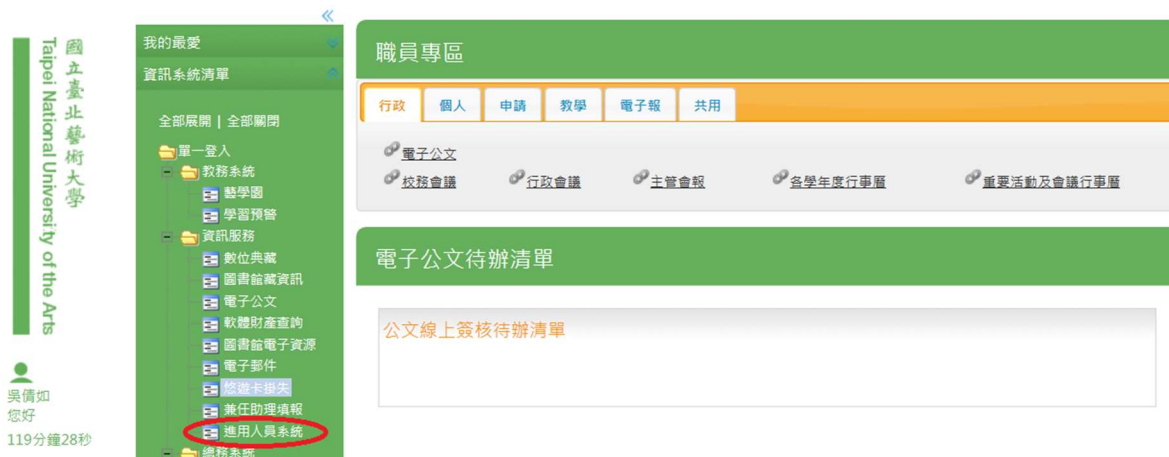 國立臺北藝術大學
Taipei National University of the Arts
吳倩如
您好
119分鐘28秒
我的最愛
資訊系統清單
全部展開 | 全部關閉
單一登入
教務系統
藝學園
學習預警
資訊服務
數位典藏
圖書館藏資訊
電子公文
軟體財產查詢
圖書館電子資源
電子郵件
悠遊卡掛失
兼任助理填報
進用人員系統
總務系統
職員專區
行政 個人 申請 教學 電子報 共用
電子公文
校務會議 行政會議 主管會報 各學年度行事曆 重要活動及會議行事曆
電子公文待辦清單
公文線上簽核待辦清單